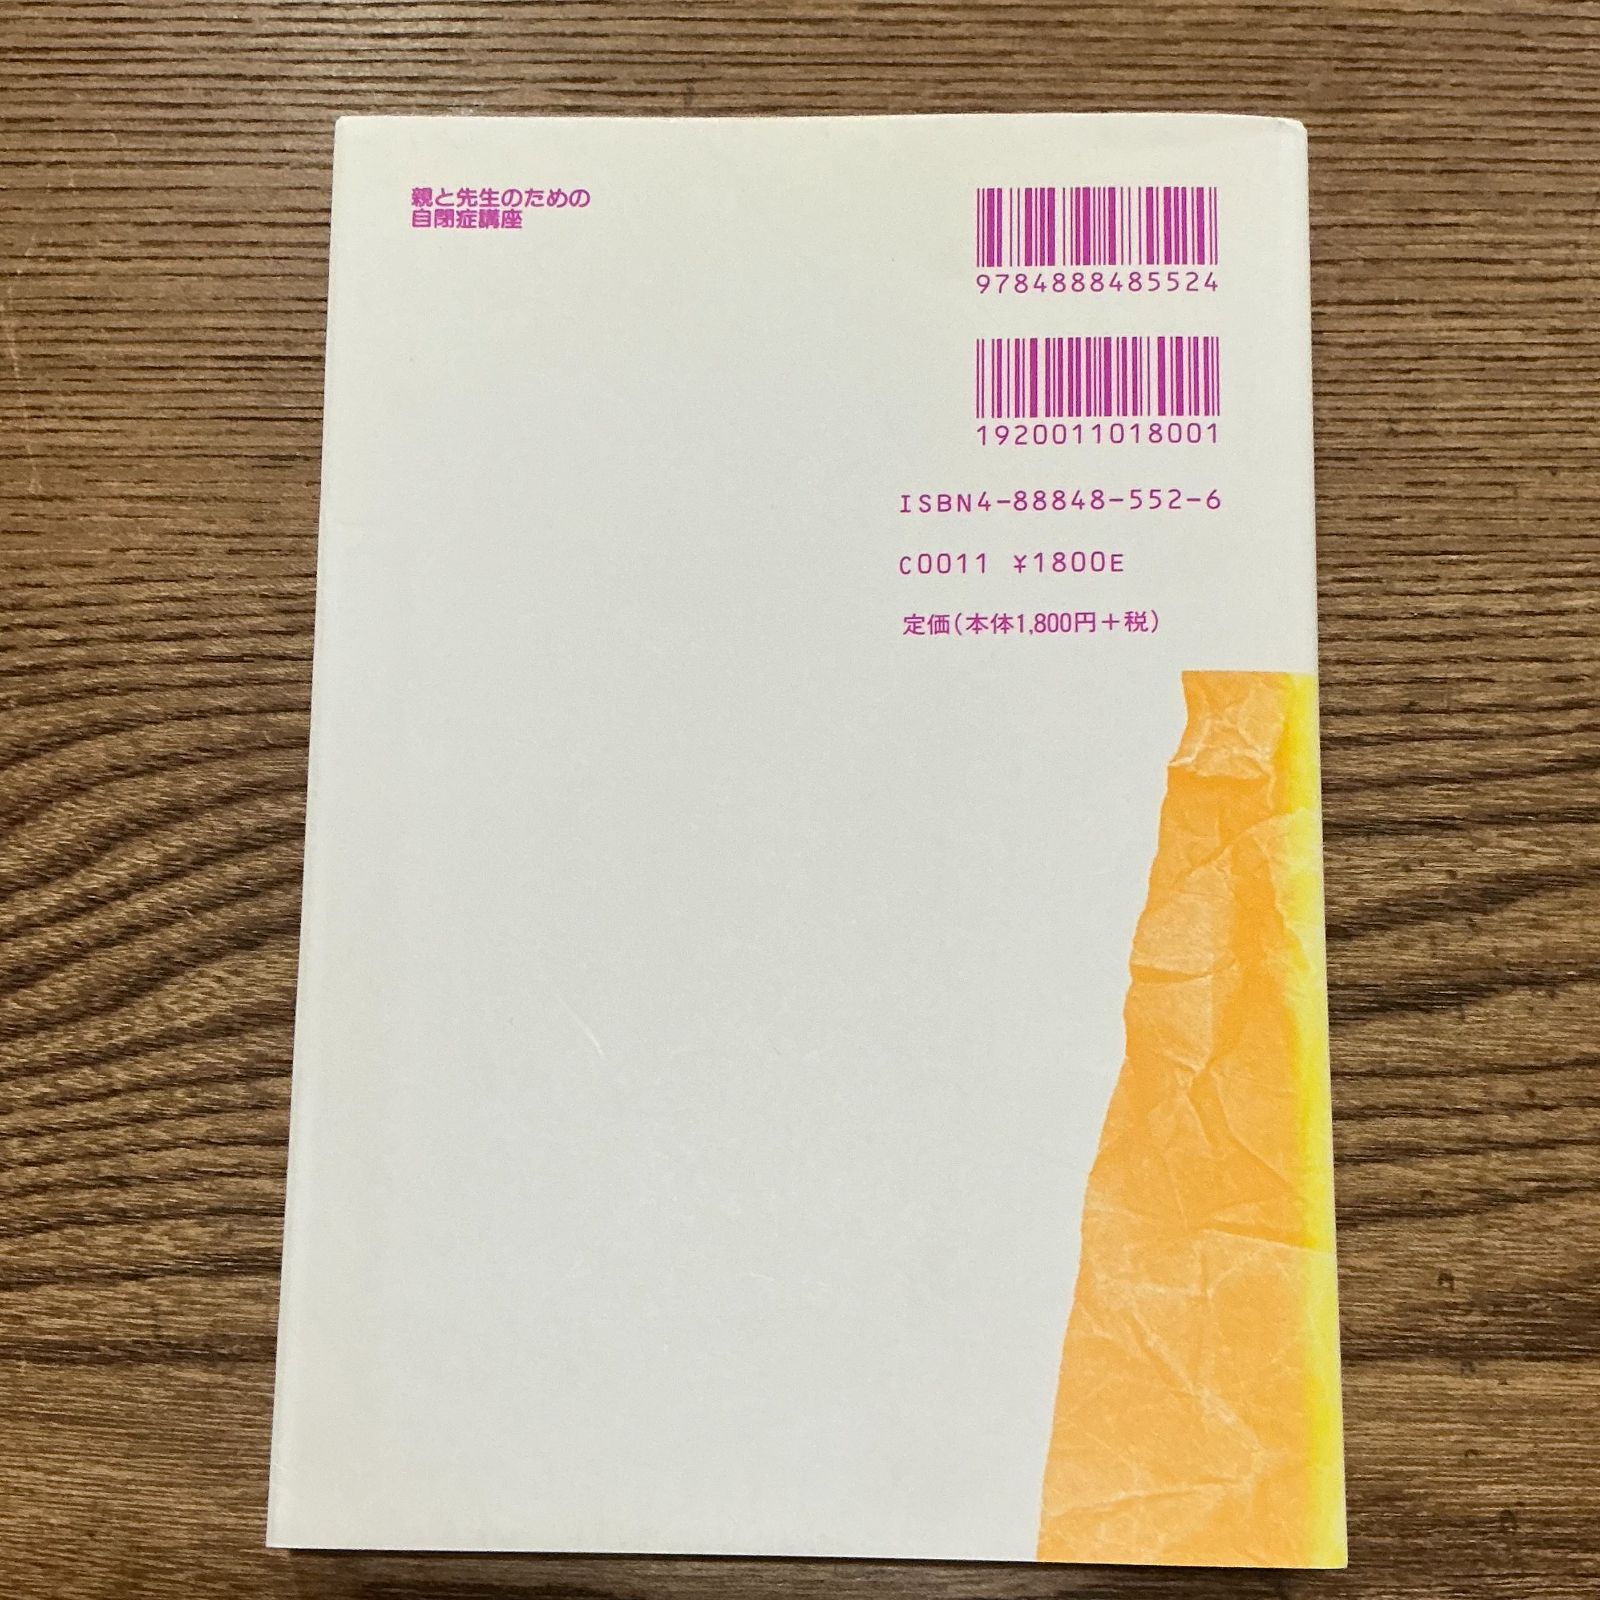 親と先生のための
自閉症講座
9784888485524
1920011018001
ISBN4-88848-552-6
C0011 ¥1800E
定価(本体1,800円+税)